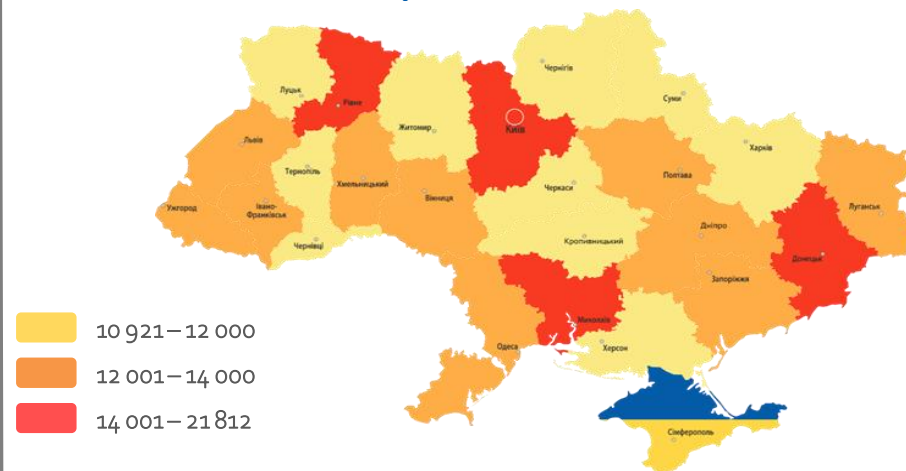 Чернігів
Луцьк
Суми
Рівне
Київ
Житомир
Львів
Харків
Тернопіль
Полтава
Хмельницький
Черкаси
Вінниця
Ужгород
Івано-
Франківськ
Луганськ
Дніпро
Чернівці
Кропивницький
Донецьк
Запоріжжя
Миколаїв
Одеса
Херсон
Сімферополь
10 921–12 000
12 001–14 000
14 001–21 812